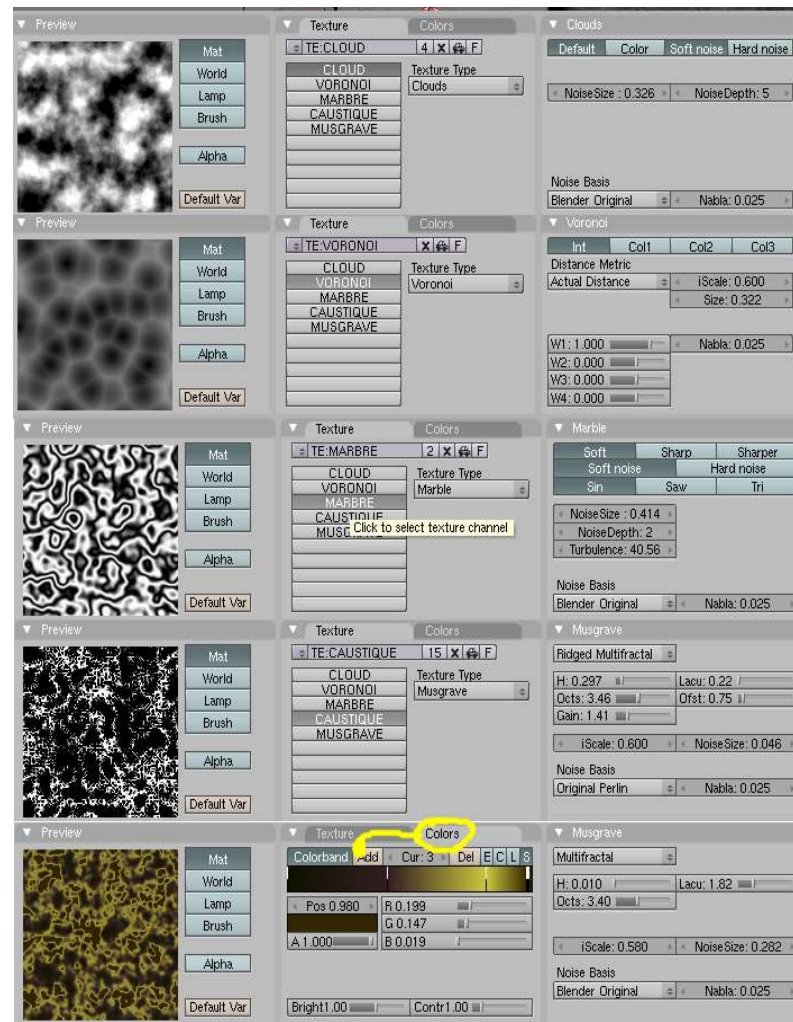 Preview
Mat
World
Lamp
Brush
Alpha
Default Var
Texture Colors
TE:CLOUD 4 X F
CLOUD
VORONOI
MARBRE
CAUSTIQUE
MUSGRAVE
Texture Type
Clouds
Clouds
Default Color Soft noise Hard noise
NoiseSize : 0.326 NoiseDepth: 5
Noise Basis
Blender Original Nabla: 0.025
Preview
Mat
World
Lamp
Brush
Alpha
Default Var
Texture Colors
TE:VORONOI X F
CLOUD
VORONOI
MARBRE
CAUSTIQUE
MUSGRAVE
Texture Type
Voronoi
Voronoi
Int Col1 Col2 Col3
Distance Metric
Actual Distance iScale: 0.600
Size: 0.322
W1: 1.000 Nabla: 0.025
W2: 0.000
W3: 0.000
W4: 0.000
Preview
Mat
World
Lamp
Brush
Alpha
Default Var
Texture Colors
TE:MARBRE 2 X F
CLOUD
VORONOI
MARBRE
CAUSTIQUE
Click to select texture channel
Texture Type
Marble
Marble
Soft Sharp Sharper
Soft noise Hard noise
Sin Saw Tri
NoiseSize : 0.414
NoiseDepth: 2
Turbulence: 40.56
Noise Basis
Blender Original Nabla: 0.025
Preview
Mat
World
Lamp
Brush
Alpha
Default Var
Texture Colors
TE:CAUSTIQUE 15 X F
CLOUD
VORONOI
MARBRE
CAUSTIQUE
MUSGRAVE
Texture Type
Musgrave
Musgrave
Ridged Multifractal
H: 0.297 Lacu: 0.22
Octs: 3.46 Ofst: 0.75
Gain: 1.41
iScale: 0.600 NoiseSize: 0.046
Noise Basis
Original Perlin Nabla: 0.025
Preview
Mat
World
Lamp
Brush
Alpha
Default Var
Texture Colors
Colorband Add Cur: 3 Del E C L S
Pos 0.980 R 0.199
G 0.147
A 1.000 B 0.019
Bright1.00 Contr1.00
Musgrave
Multifractal
H: 0.010 Lacu: 1.82
Octs: 3.40
iScale: 0.580 NoiseSize: 0.282
Noise Basis
Blender Original Nabla: 0.025